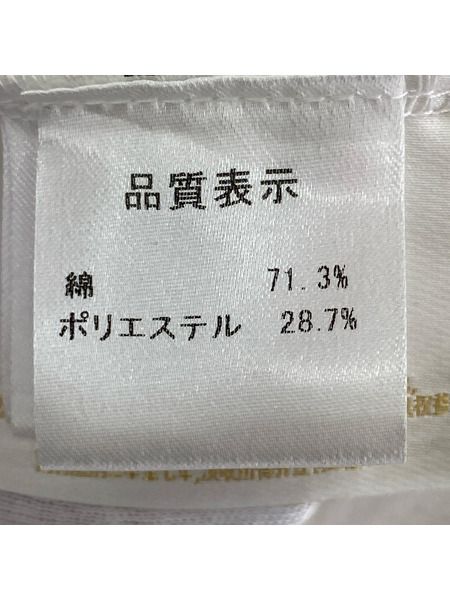 品質表示
綿 71.3%
ポリエステル 28.7%